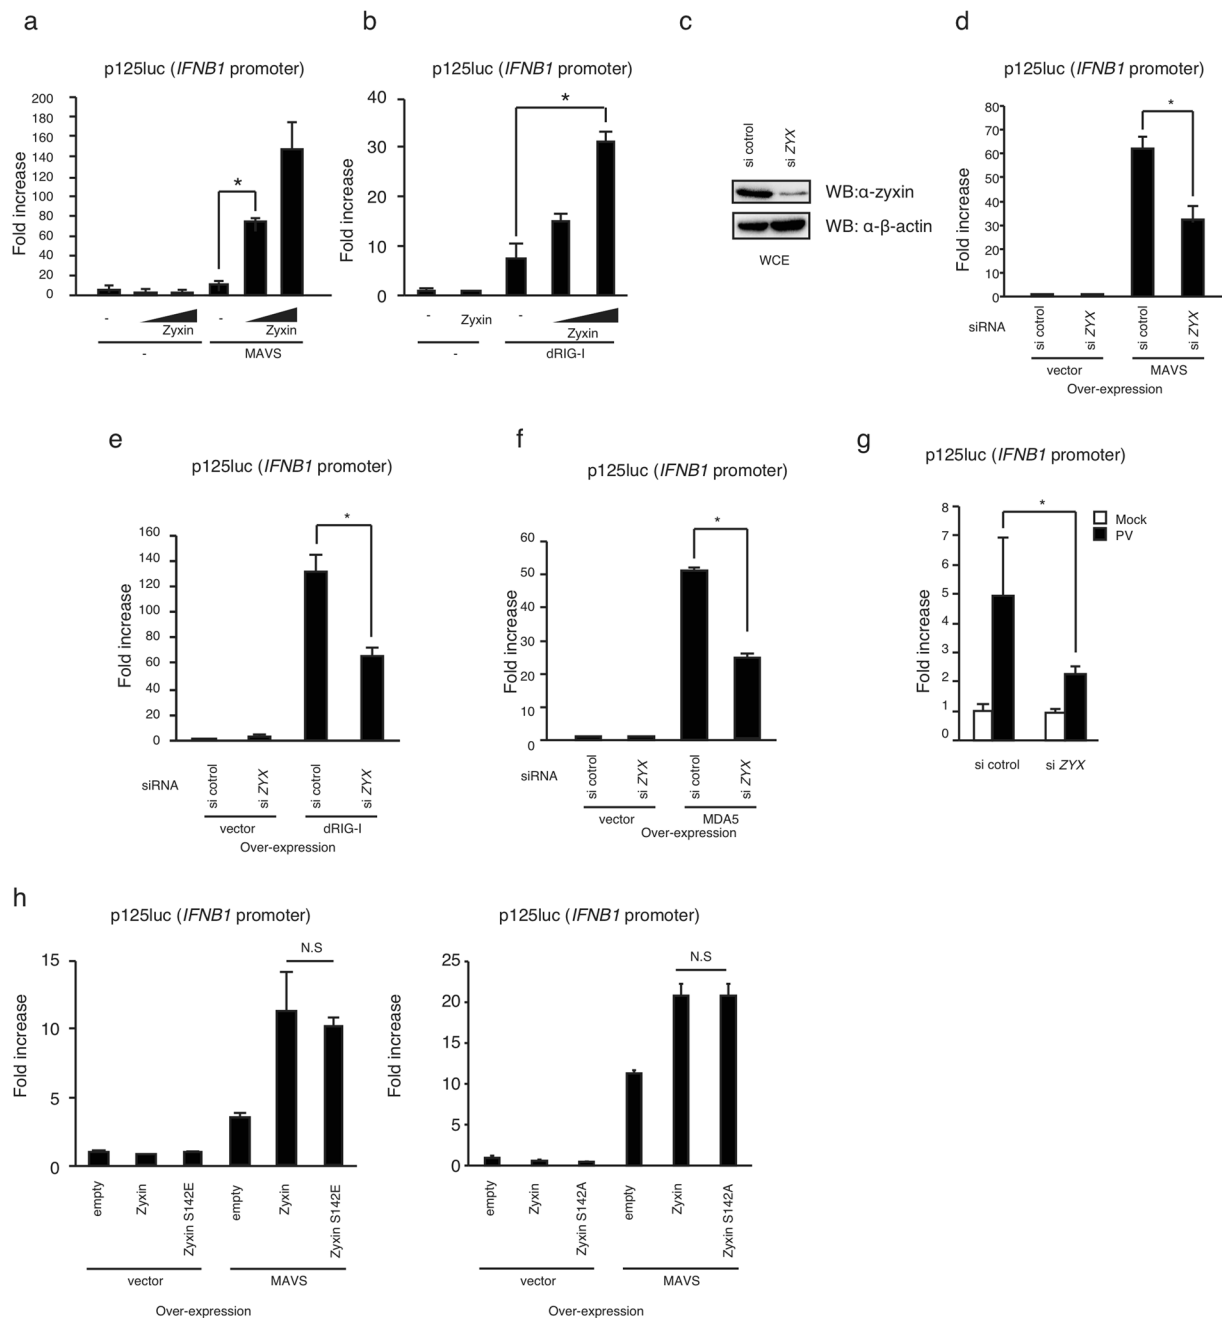 a
p125luc (IFNB1 promoter)
Fold increase
200
180
160
140
120
100
80
60
40
20
0
*
- Zyxin - Zyxin
- MAVS
b
p125luc (IFNB1 promoter)
Fold increase
40
30
20
10
0
*
- Zyxin - Zyxin
- dRIG-I
c
si cotrol si ZYX
WB:α-zyxin
WB: α-β-actin
WCE
d
p125luc (IFNB1 promoter)
Fold increase
80
70
60
50
40
30
20
10
0
*
siRNA si cotrol si ZYX si cotrol si ZYX
vector MAVS
Over-expression
e
p125luc (IFNB1 promoter)
Fold increase
160
140
120
100
80
60
40
20
0
*
siRNA si cotrol si ZYX si cotrol si ZYX
vector dRIG-I
Over-expression
f
p125luc (IFNB1 promoter)
Fold increase
60
50
40
30
20
10
0
*
siRNA si cotrol si ZYX si cotrol si ZYX
vector MDA5
Over-expression
g
p125luc (IFNB1 promoter)
Fold increase
8
7
6
5
4
3
2
1
0
*
Mock
PV
si cotrol si ZYX
h
p125luc (IFNB1 promoter)
Fold increase
15
10
5
0
N.S
empty Zyxin Zyxin S142E empty Zyxin Zyxin S142E
vector MAVS
Over-expression
p125luc (IFNB1 promoter)
Fold increase
25
20
15
10
5
0
N.S
empty Zyxin Zyxin S142A empty Zyxin Zyxin S142A
vector MAVS
Over-expression